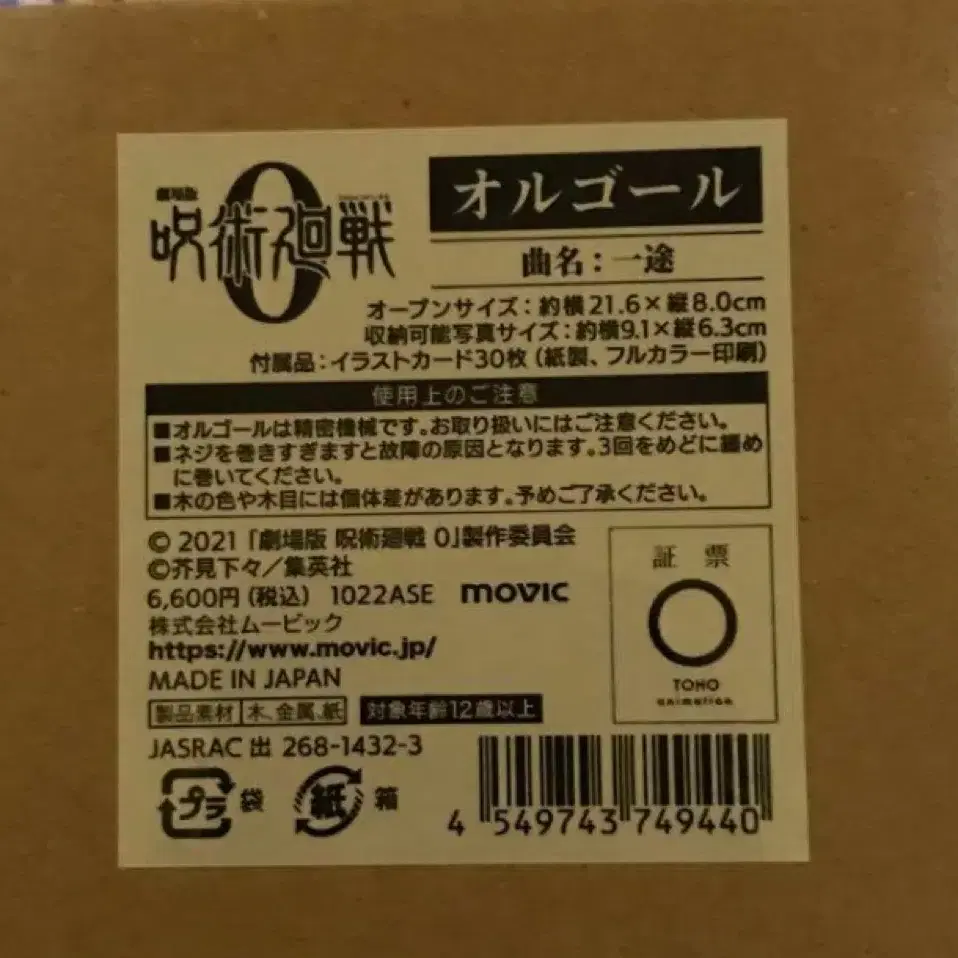 劇場版
呪術廻戦
0
オルゴール
曲名：一途
オープンサイズ：約横21.6×縦8.0cm
収納可能写真サイズ：約横9.1×縦6.3cm
付属品：イラストカード30枚（紙製、フルカラー印刷）
使用上のご注意
■オルゴールは精密機械です。お取り扱いにはご注意ください。
■ネジを巻きすぎますと故障の原因となります。3回をめどに緩め
に巻いてください。
■木の色や木目には個体差があります。予めご了承ください。
© 2021「劇場版 呪術廻戦 0」製作委員会
©芥見下々／集英社
6,600円（税込） 1022ASE movic
株式会社ムービック
https://www.movic.jp/
MADE IN JAPAN
製品素材 木、金属、紙 対象年齢12歳以上
JASRAC 出 268-1432-3
プラ 袋 紙 箱
証 票
TOHO
animation
4 549743 749440